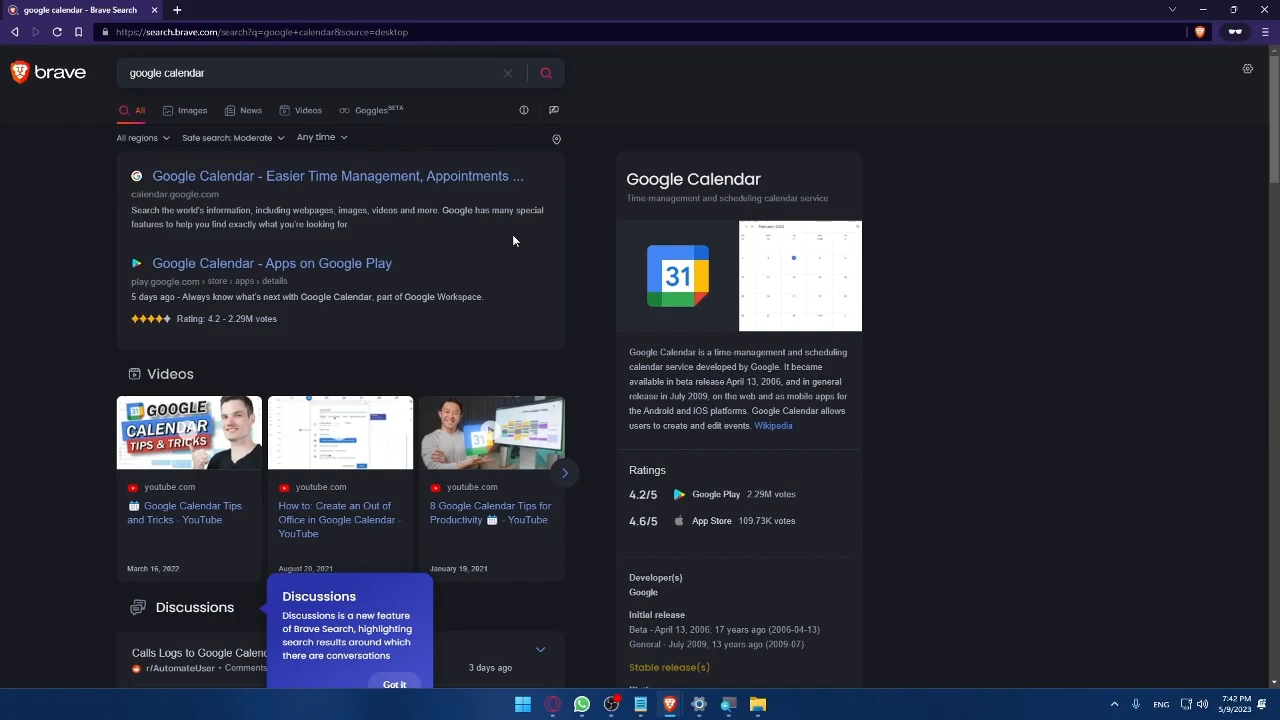 google calendar - Brave Search
https://search.brave.com/search?q=google+calendar&source=desktop
brave
google calendar
All
Images
News
Videos
Goggles BETA
All regions
Safe search: Moderate
Any time
Google Calendar - Easier Time Management, Appointments ...
calendar.google.com
Search the world's information, including webpages, images, videos and more. Google has many special
features to help you find exactly what you're looking for.
Google Calendar - Apps on Google Play
play.google.com › store › apps › details
5 days ago - Always know what's next with Google Calendar, part of Google Workspace.
Rating: 4.2 - 2.29M votes
Videos
GOOGLE
CALENDAR
TIPS & TRICKS
31
youtube.com
Google Calendar Tips
and Tricks - YouTube
March 16, 2022
youtube.com
How to: Create an Out of
Office in Google Calendar -
YouTube
August 20, 2021
youtube.com
8 Google Calendar Tips for
Productivity - YouTube
January 19, 2021
Discussions
Discussions
Discussions is a new feature
of Brave Search, highlighting
search results around which
there are conversations
Got it
Calls Logs to Google Calend
r/AutomateUser • Comments
3 days ago
Google Calendar
Time-management and scheduling calendar service
31
February 2022
Google Calendar is a time-management and scheduling
calendar service developed by Google. It became
available in beta release April 13, 2006, and in general
release in July 2009, on the web and as mobile apps for
the Android and iOS platforms. Google Calendar allows
users to create and edit events. Wikipedia
Ratings
4.2/5 Google Play 2.29M votes
4.6/5 App Store 109.73K votes
Developer(s)
Google
Initial release
Beta - April 13, 2006; 17 years ago (2006-04-13)
General - July 2009; 13 years ago (2009-07)
Stable release(s)
ENG
7:42 PM
5/9/2023